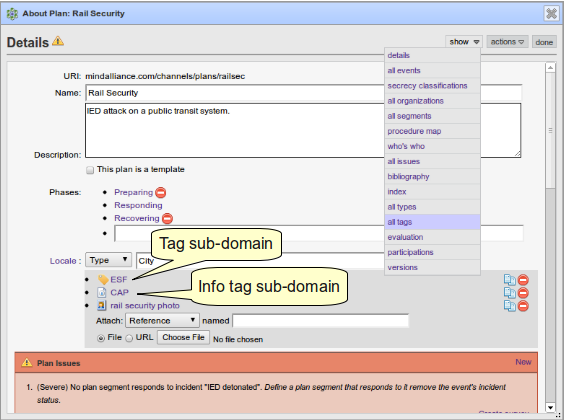 About Plan: Rail Security
Details
show
actions
done
details
all events
secrecy classifications
all organizations
all segments
procedure map
who's who
all issues
bibliography
index
all types
all tags
evaluation
participations
versions
URI: mindalliance.com/channels/plans/railsec
Name: Rail Security
IED attack on a public transit system.
Description:
This plan is a template
Phases:
Preparing
Responding
Recovering
Tag sub-domain
Locale : Type City
ESF
Info tag sub-domain
CAP
rail security photo
Attach: Reference named
File URL Choose File No file chosen
Plan Issues New
1. (Severe) No plan segment responds to incident "IED detonated". Define a plan segment that responds to it remove the event's incident
status.